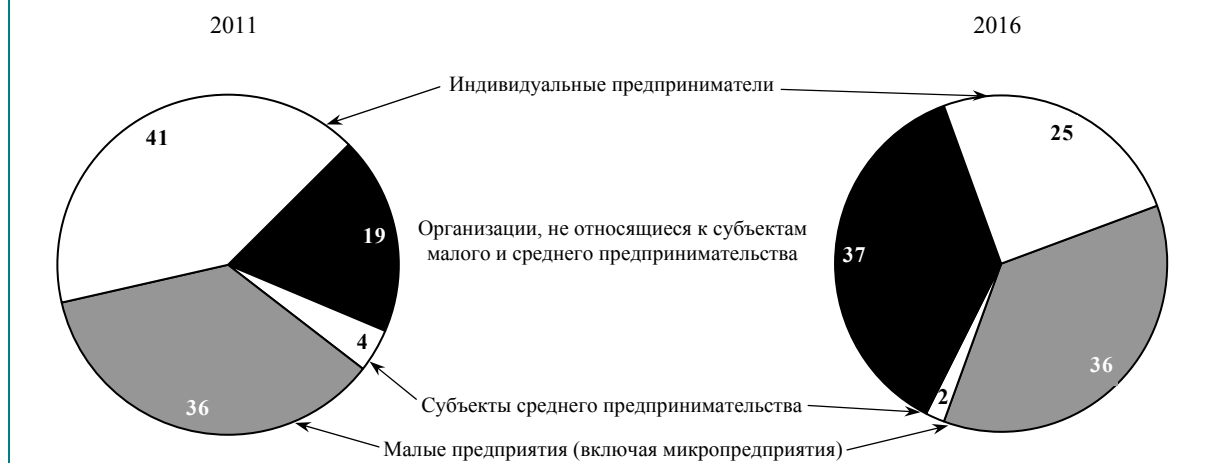 2011
2016
Индивидуальные предприниматели
41
25
19
Организации, не относящиеся к субъектам
малого и среднего предпринимательства
37
4
36
2
36
Субъекты среднего предпринимательства
Малые предприятия (включая микропредприятия)